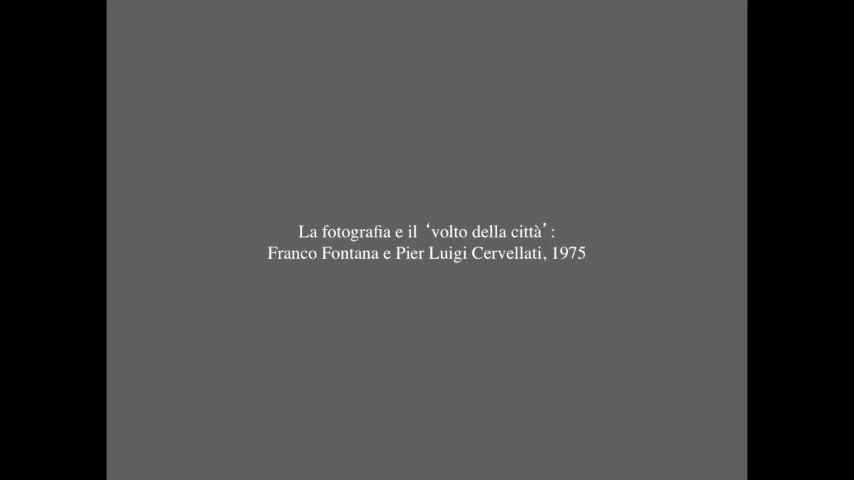 La fotografia e il ‘volto della città’:
Franco Fontana e Pier Luigi Cervellati, 1975